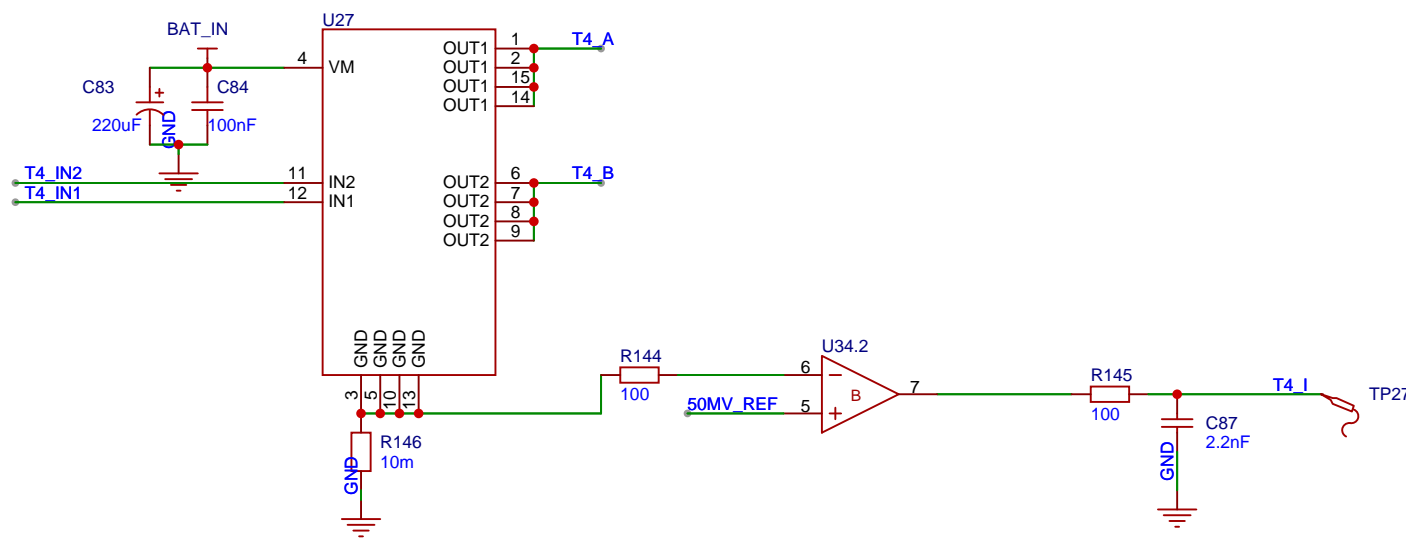 U27
BAT_IN
4
VM
C83
+
C84
220uF
GND
100nF
T4_IN2
11
IN2
T4_IN1
12
IN1
OUT1
1
T4_A
OUT1
2
OUT1
15
OUT1
14
OUT2
6
T4_B
OUT2
7
OUT2
8
OUT2
9
GND
GND
GND
GND
3
5
10
13
R146
10m
GND
R144
100
U34.2
6
−
50MV_REF
5
+
B
7
R145
100
T4_I
TP27
C87
2.2nF
GND